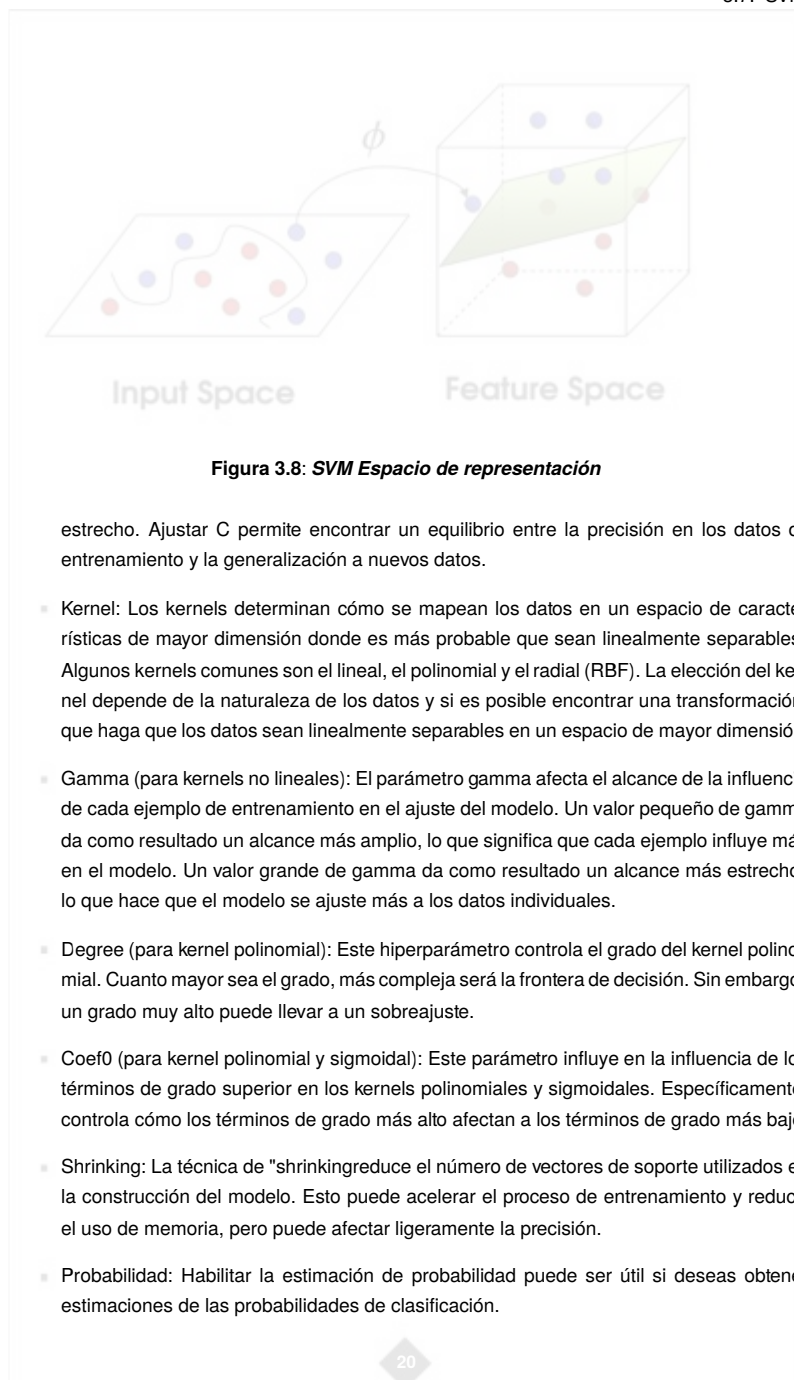 ϕ
Input Space
Feature Space
Figura 3.8: SVM Espacio de representación
estrecho. Ajustar C permite encontrar un equilibrio entre la precisión en los datos
entrenamiento y la generalización a nuevos datos.
Kernel: Los kernels determinan cómo se mapean los datos en un espacio de caracte
rísticas de mayor dimensión donde es más probable que sean linealmente separables
Algunos kernels comunes son el lineal, el polinomial y el radial (RBF). La elección del ke
nel depende de la naturaleza de los datos y si es posible encontrar una transformación
que haga que los datos sean linealmente separables en un espacio de mayor dimensió
Gamma (para kernels no lineales): El parámetro gamma afecta el alcance de la influenci
de cada ejemplo de entrenamiento en el ajuste del modelo. Un valor pequeño de gamm
da como resultado un alcance más amplio, lo que significa que cada ejemplo influye má
en el modelo. Un valor grande de gamma da como resultado un alcance más estrecho
lo que hace que el modelo se ajuste más a los datos individuales.
Degree (para kernel polinomial): Este hiperparámetro controla el grado del kernel polino
mial. Cuanto mayor sea el grado, más compleja será la frontera de decisión. Sin embargo
un grado muy alto puede llevar a un sobreajuste.
Coef0 (para kernel polinomial y sigmoidal): Este parámetro influye en la influencia de lo
términos de grado superior en los kernels polinomiales y sigmoidales. Específicamente
controla cómo los términos de grado más alto afectan a los términos de grado más baj
Shrinking: La técnica de "shrinkingreduce el número de vectores de soporte utilizados e
la construcción del modelo. Esto puede acelerar el proceso de entrenamiento y reduc
el uso de memoria, pero puede afectar ligeramente la precisión.
Probabilidad: Habilitar la estimación de probabilidad puede ser útil si deseas obtene
estimaciones de las probabilidades de clasificación.
20